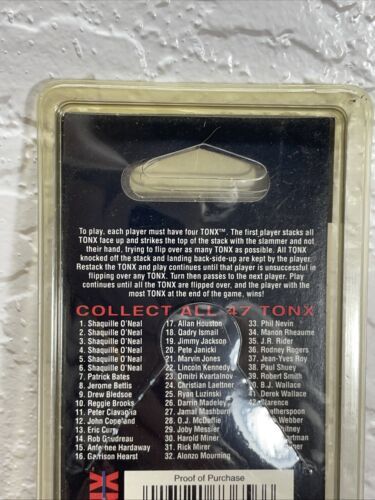 To play, each player must have four TONX™. The first player stacks all
TONX face up and strikes the top of the stack with the slammer and not
their hand, trying to flip over as many TONX as possible. All TONX
knocked off the stack and landing back-side-up are kept by the player.
Restack the TONX and play continues until that player is unsuccessful in
flipping over any TONX. Turn then passes to the next player. Play
continues until all the TONX are flipped over, and the player with the
most TONX at the end of the game, wins!
COLLECT ALL 47 TONX
1. Shaquille O'Neal
2. Shaquille O'Neal
3. Shaquille O'Neal
4. Shaquille O'Neal
5. Shaquille O'Neal
6. Shaquille O'Neal
7. Patrick Bates
8. Jerome Bettis
9. Drew Bledsoe
10. Reggie Brooks
11. Peter Ciavaglia
12. John Copeland
13. Eric Curry
14. Rob Gaudreau
15. Anfernee Hardaway
16. Garrison Hearst
17. Allan Houston
18. Qadry Ismail
19. Jimmy Jackson
20. Pete Janicki
21. Marvin Jones
22. Lincoln Kennedy
23. Dmitri Kvartalnov
24. Christian Laettner
25. Ryan Luzinski
26. Darrin Madeley
27. Jamal Mashburn
28. O.J. McDuffie
29. Joby Messier
30. Harold Miner
31. Rick Mirer
32. Alonzo Mourning
33. Phil Nevin
34. Manon Rheaume
35. J.R. Rider
36. Rodney Rogers
37. Jean-Yves Roy
38. Paul Shuey
39. Robert Smith
40. B.J. Wallace
41. Derek Wallace
Clarence
Proof of Purchase